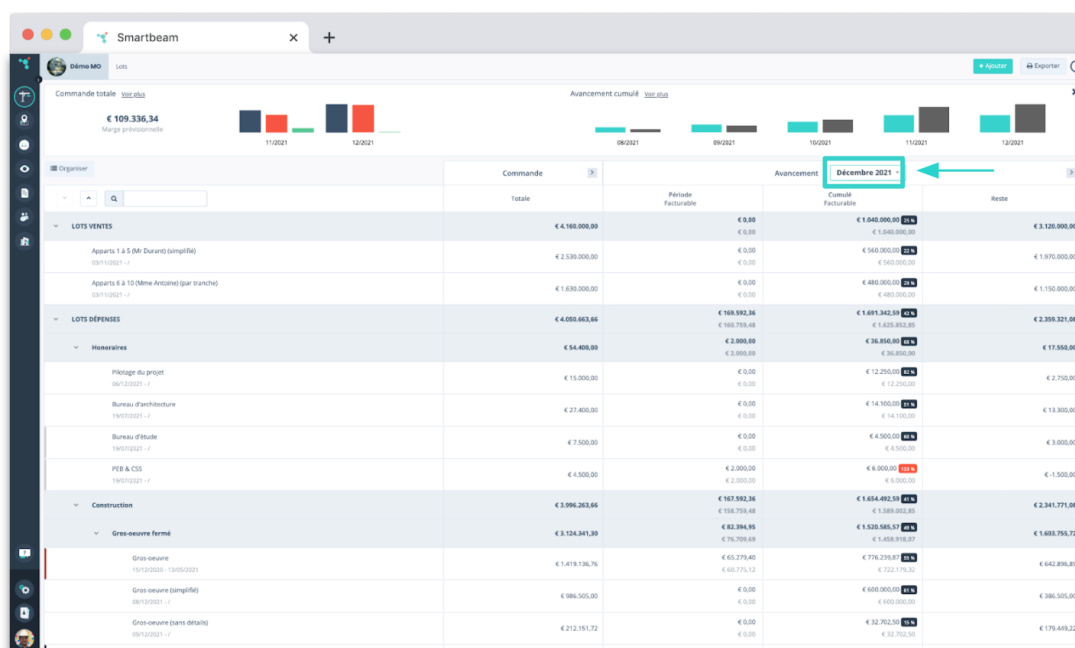 Smartbeam
Démo MO
Lots
+ Ajouter
Exporter
Commande totale Voir plus
€ 109.336,34
Marge prévisionnelle
11/2021
12/2021
Avancement cumulé Voir plus
08/2021
09/2021
10/2021
11/2021
12/2021
Organiser
Commande
Avancement
Décembre 2021
Totale
Période
Facturable
Cumulé
Facturable
Reste
LOTS VENTES
€ 4.160.000,00
€ 0,00
€ 0,00
€ 1.040.000,00 25 %
€ 1.040.000,00
€ 3.120.000,00
Apparts 1 à 5 (Mr Durant) (simplifié)
03/11/2021 - /
€ 2.530.000,00
€ 0,00
€ 0,00
€ 560.000,00 22 %
€ 560.000,00
€ 1.970.000,00
Apparts 6 à 10 (Mme Antoine) (par tranche)
03/11/2021 - /
€ 1.630.000,00
€ 0,00
€ 0,00
€ 480.000,00 29 %
€ 480.000,00
€ 1.150.000,00
LOTS DÉPENSES
€ 4.050.663,66
€ 169.592,36
€ 160.759,48
€ 1.691.342,59 42 %
€ 1.625.852,85
€ 2.359.321,08
Honoraires
€ 54.400,00
€ 2.000,00
€ 2.000,00
€ 36.850,00 68 %
€ 36.850,00
€ 17.550,00
Pilotage du projet
06/12/2021 - /
€ 15.000,00
€ 0,00
€ 0,00
€ 12.250,00 82 %
€ 12.250,00
€ 2.750,00
Bureau d'architecture
19/07/2021 - /
€ 27.400,00
€ 0,00
€ 0,00
€ 14.100,00 51 %
€ 14.100,00
€ 13.300,00
Bureau d'étude
19/07/2021 - /
€ 7.500,00
€ 0,00
€ 0,00
€ 4.500,00 60 %
€ 4.500,00
€ 3.000,00
PEB & CSS
19/07/2021 - /
€ 4.500,00
€ 2.000,00
€ 2.000,00
€ 6.000,00 133 %
€ 6.000,00
€ -1.500,00
Construction
€ 3.996.263,66
€ 167.592,36
€ 158.759,48
€ 1.654.492,59 41 %
€ 1.589.002,85
€ 2.341.771,08
Gros-oeuvre fermé
€ 3.124.341,30
€ 82.394,95
€ 76.709,69
€ 1.520.585,57 49 %
€ 1.458.918,07
€ 1.603.755,72
Gros-oeuvre
15/12/2020 - 13/05/2021
€ 1.419.136,76
€ 65.279,40
€ 60.775,12
€ 776.239,87 55 %
€ 722.179,32
€ 642.896,89
Gros-oeuvre (simplifié)
08/12/2021 - /
€ 986.505,00
€ 0,00
€ 0,00
€ 600.000,00 61 %
€ 600.000,00
€ 386.505,00
Gros-oeuvre (sans détails)
09/12/2021 - /
€ 212.151,72
€ 0,00
€ 0,00
€ 32.702,50 15 %
€ 32.702,50
€ 179.449,22